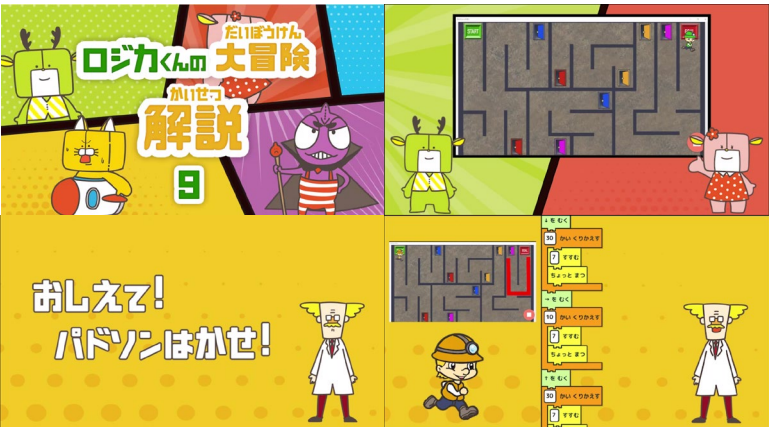 だいぼうけん
ロジカくんの 大冒険
かいせつ
解説
9
START
おしえて!
パドソンはかせ!
↓ を むく
30 かい くりかえす
7 すすむ
ちょっと まつ
→ を むく
10 かい くりかえす
7 すすむ
ちょっと まつ
↑ を むく
30 かい くりかえす
7 すすむ